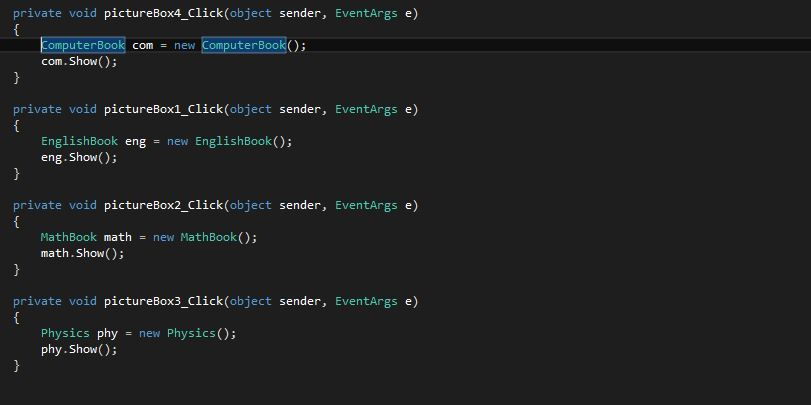 private void pictureBox4_Click(object sender, EventArgs e)
{
    ComputerBook com = new ComputerBook();
    com.Show();
}

private void pictureBox1_Click(object sender, EventArgs e)
{
    EnglishBook eng = new EnglishBook();
    eng.Show();
}

private void pictureBox2_Click(object sender, EventArgs e)
{
    MathBook math = new MathBook();
    math.Show();
}

private void pictureBox3_Click(object sender, EventArgs e)
{
    Physics phy = new Physics();
    phy.Show();
}